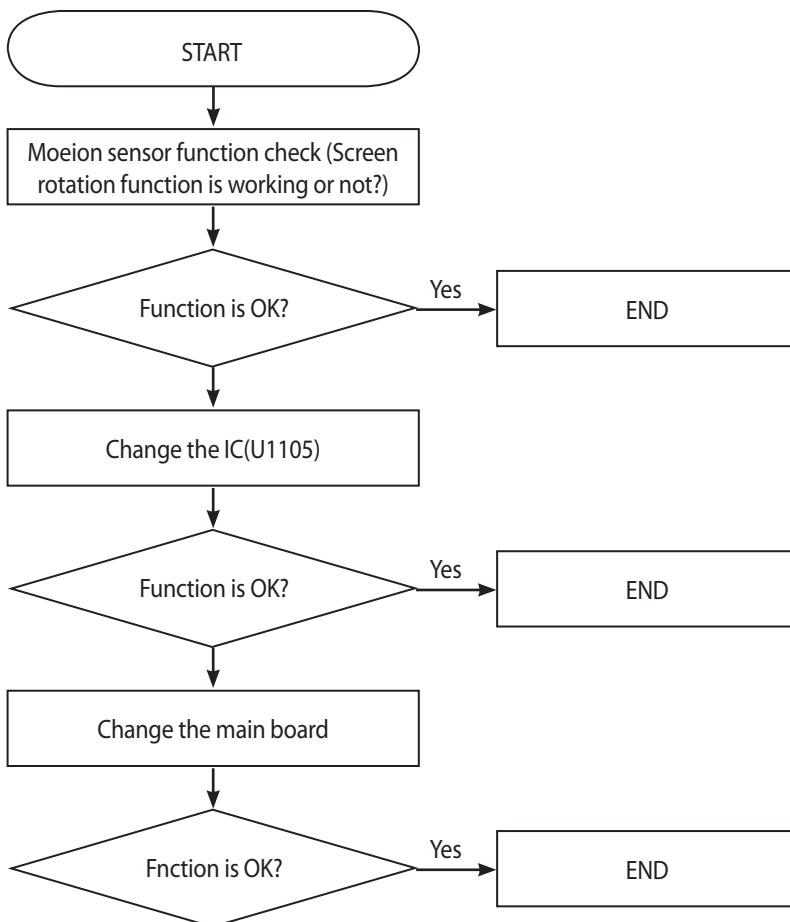 START
Moeion sensor function check (Screen
rotation function is working or not?)
Function is OK?
Yes
END
Change the IC(U1105)
Function is OK?
Yes
END
Change the main board
Fnction is OK?
Yes
END